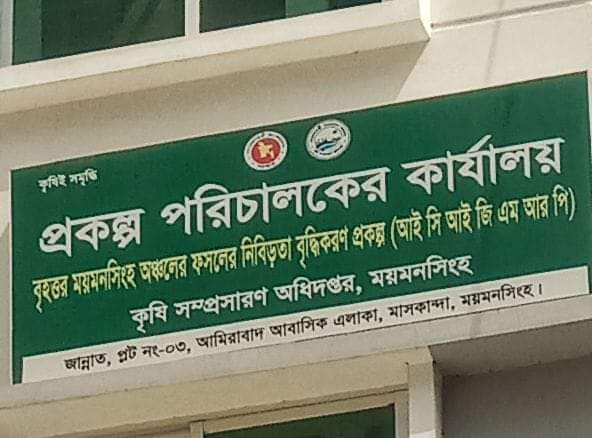 কৃষিই সমৃদ্ধি
প্রকল্প পরিচালকের কার্যালয়
বৃহত্তর ময়মনসিংহ অঞ্চলের ফসলের নিবিড়তা বৃদ্ধিকরণ প্রকল্প (আই সি আই জি এম আর পি)
কৃষি সম্প্রসারণ অধিদপ্তর, ময়মনসিংহ
জান্নাত, প্লট নং-০৩, আমিরাবাদ আবাসিক এলাকা, মাসকান্দা, ময়মনসিংহ।